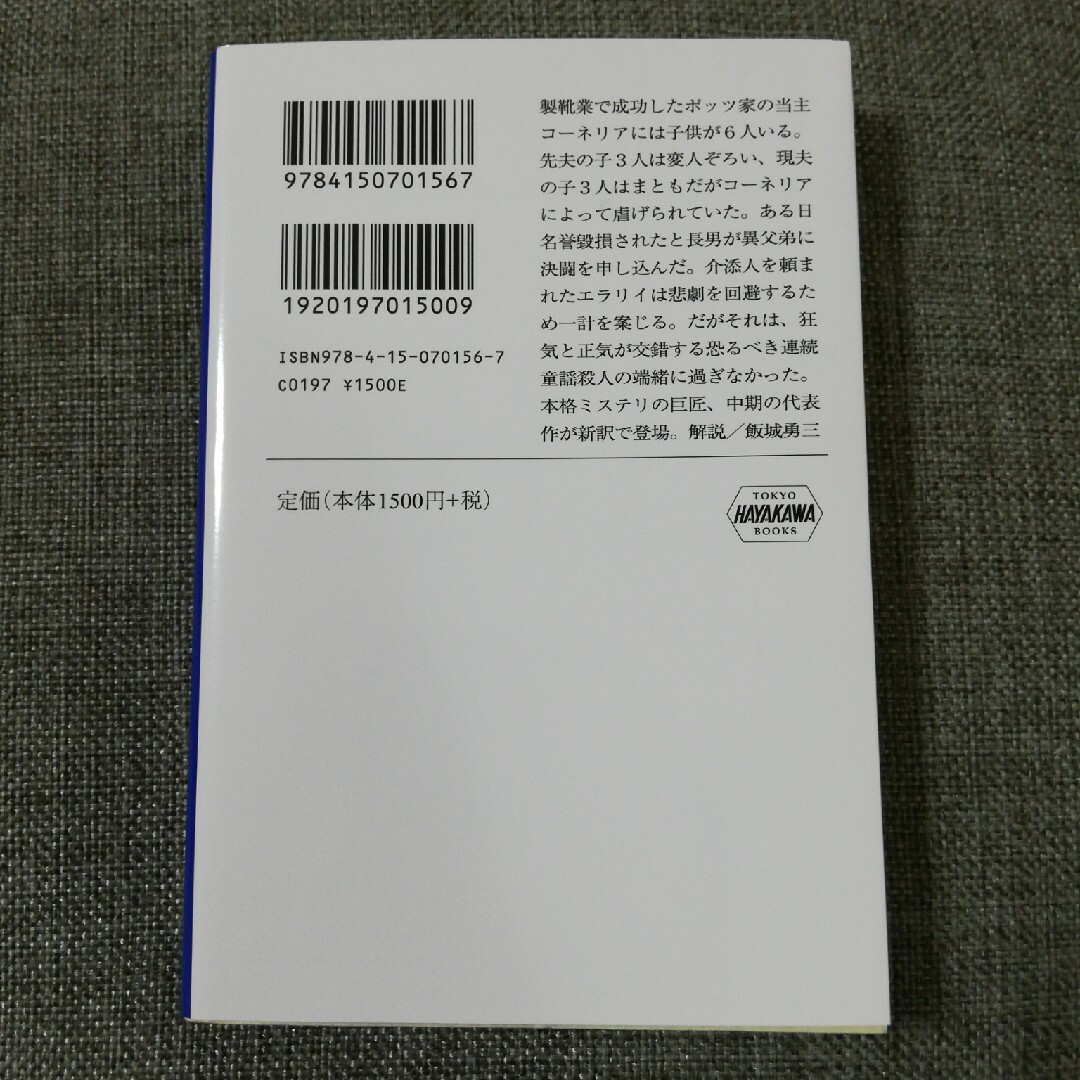 9784150701567
1920197015009
ISBN978-4-15-070156-7
C0197 ¥1500E
製靴業で成功したポッツ家の当主
コーネリアには子供が６人いる。
先夫の子３人は変人ぞろい、現夫
の子３人はまともだがコーネリア
によって虐げられていた。ある日
名誉毀損されたと長男が異父弟に
決闘を申し込んだ。介添人を頼ま
れたエラリイは悲劇を回避するた
め一計を案じる。だがそれは、狂
気と正気が交錯する恐るべき連続
童謡殺人の端緒に過ぎなかった。
本格ミステリの巨匠、中期の代表
作が新訳で登場。解説／飯城勇三
定価（本体1500円+税）
TOKYO
HAYAKAWA
BOOKS